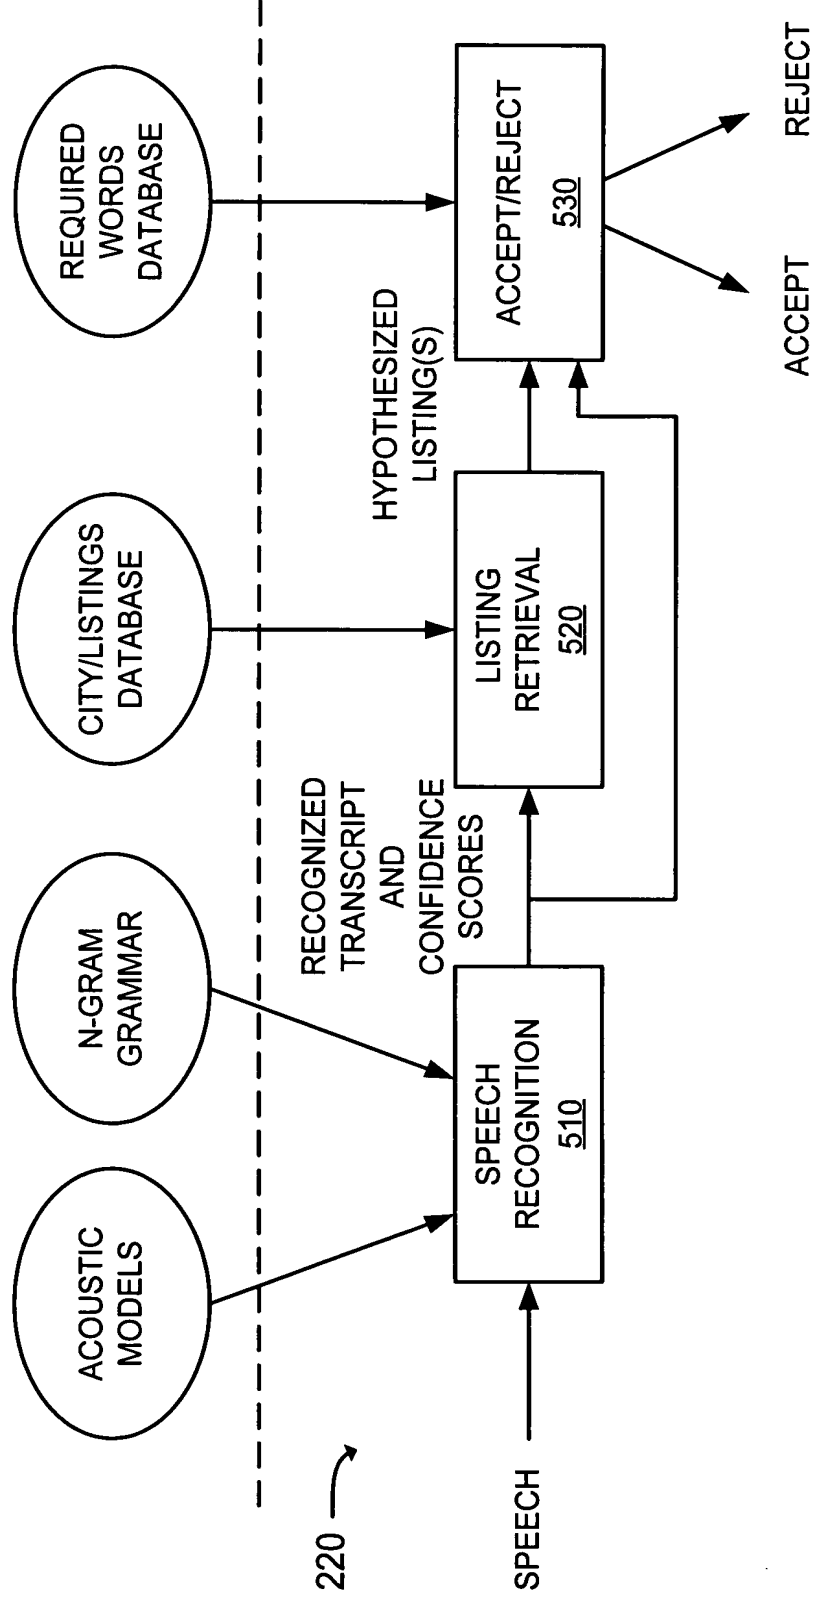 ACOUSTIC
MODELS
N-GRAM
GRAMMAR
CITY/LISTINGS
DATABASE
REQUIRED
WORDS
DATABASE
220
RECOGNIZED
TRANSCRIPT
AND
CONFIDENCE
SCORES
HYPOTHESIZED
LISTING(S)
SPEECH
SPEECH
RECOGNITION
510
LISTING
RETRIEVAL
520
ACCEPT/REJECT
530
ACCEPT
REJECT